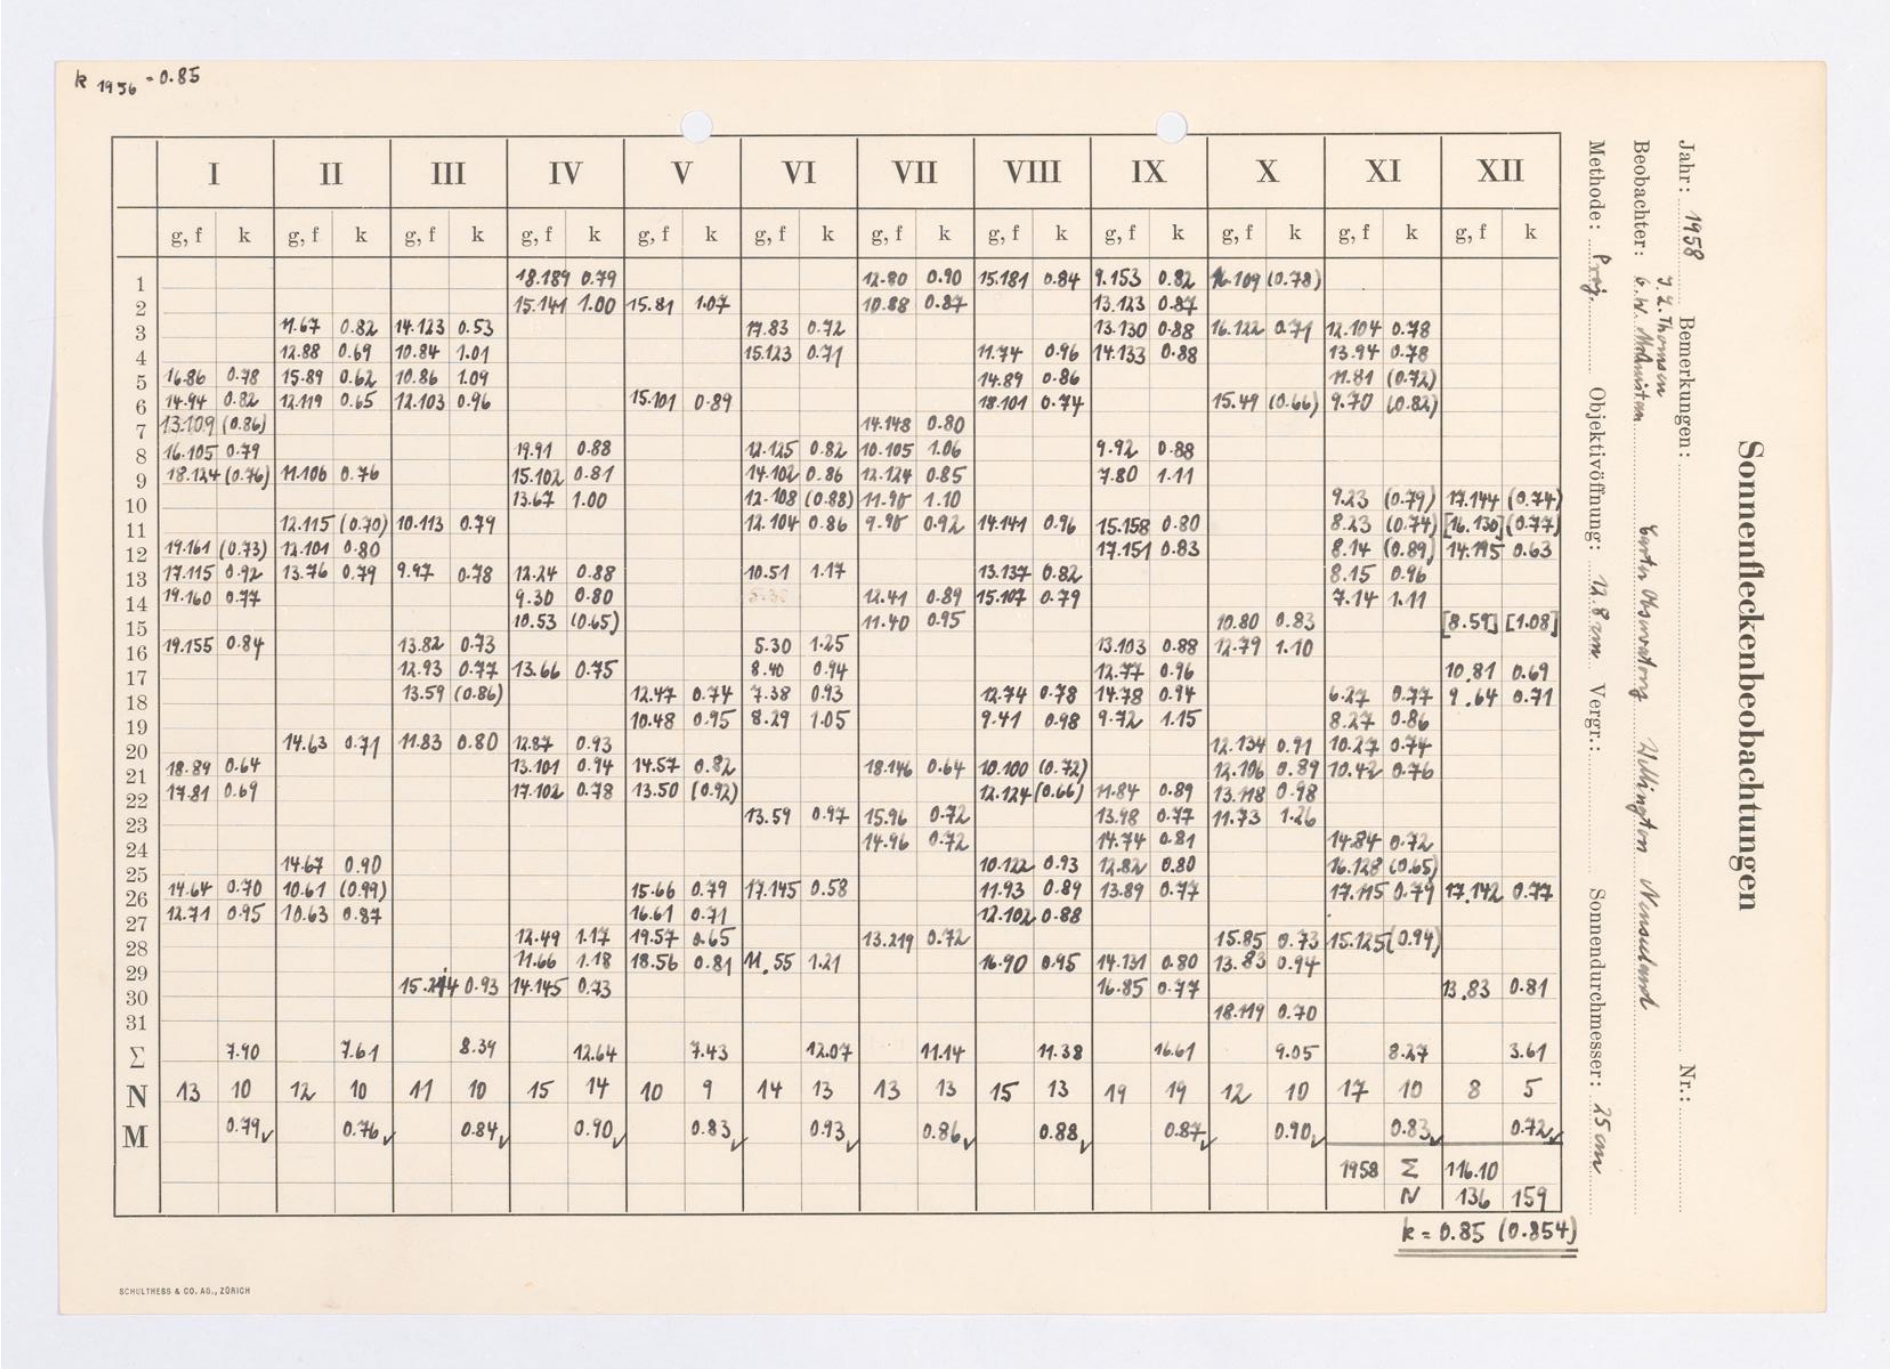 k 1956 = 0.85
I II III IV V VI VII VIII IX X XI XII
g, f k g, f k g, f k g, f k g, f k g, f k g, f k g, f k g, f k g, f k g, f k g, f k
1 18.189 0.79 12.80 0.90 15.181 0.84 9.153 0.82 16.109 (0.78)
2 15.141 1.00 15.81 1.07 10.88 0.87 13.123 0.87
3 11.67 0.82 14.123 0.53 17.83 0.72 13.130 0.88 16.122 0.71 12.104 0.78
4 12.88 0.69 10.84 1.01 15.123 0.71 11.74 0.96 14.133 0.88 13.94 0.78
5 16.86 0.78 15.89 0.62 10.86 1.09 14.89 0.86 11.81 (0.72)
6 14.94 0.82 12.119 0.65 12.103 0.96 15.101 0.89 18.101 0.74 15.49 (0.66) 9.70 (0.82)
7 13.109 (0.86) 14.148 0.80
8 16.105 0.79 19.91 0.88 12.125 0.82 10.105 1.06 9.92 0.88
9 18.124 (0.76) 11.106 0.76 15.102 0.81 14.102 0.86 12.124 0.85 7.80 1.11
10 13.67 1.00 12.108 (0.88) 11.90 1.10 9.23 (0.79) 17.144 (0.74)
11 12.115 (0.70) 10.113 0.79 12.104 0.86 9.90 0.92 14.141 0.96 15.158 0.80 8.23 (0.74) [16.130] (0.77)
12 19.161 (0.73) 12.101 0.80 17.151 0.83 8.14 (0.89) 14.195 0.63
13 17.115 0.92 13.76 0.79 9.97 0.78 12.24 0.88 10.51 1.17 13.137 0.82 8.15 0.96
14 19.160 0.77 9.30 0.80 12.41 0.89 15.107 0.79 7.14 1.11
15 10.53 (0.65) 11.40 0.95 10.80 0.83 [8.59] [1.08]
16 19.155 0.84 13.82 0.73 5.30 1.25 13.103 0.88 12.79 1.10
17 12.93 0.77 13.66 0.75 8.40 0.94 12.77 0.96 10.81 0.69
18 13.59 (0.86) 12.47 0.74 7.38 0.93 12.74 0.78 14.78 0.94 6.27 0.77 9.64 0.71
19 10.48 0.95 8.29 1.05 9.41 0.98 9.72 1.15 8.27 0.86
20 14.63 0.71 11.83 0.80 12.87 0.93 12.134 0.91 10.27 0.74
21 18.89 0.64 13.101 0.94 14.57 0.82 18.146 0.64 10.100 (0.72) 12.106 0.89 10.42 0.76
22 17.81 0.69 17.102 0.78 13.50 (0.92) 12.124 (0.66) 11.84 0.89 13.118 0.98
23 13.59 0.97 15.96 0.72 13.98 0.77 11.73 1.26
24 14.96 0.72 14.74 0.81 14.84 0.72
25 14.67 0.90 10.122 0.93 12.82 0.80 16.128 (0.65)
26 14.64 0.70 10.61 (0.99) 15.66 0.79 17.145 0.58 11.93 0.89 13.89 0.77 17.115 0.79 17.142 0.77
27 12.71 0.95 10.63 0.87 16.61 0.71 12.102 0.88
28 12.49 1.17 19.57 0.65 13.219 0.72 15.85 0.73 15.125 (0.94)
29 11.66 1.18 18.56 0.81 11.55 1.21 16.90 0.95 14.131 0.80 13.83 0.94
30 0.93 14.145 0.73 16.85 0.77 13.83 0.81
31 18.119 0.70
Σ 7.90 7.61 8.39 12.64 7.43 12.07 11.14 11.38 16.61 9.05 8.27 3.61
N 13 10 12 10 11 10 15 14 10 9 14 13 13 13 15 13 19 19 12 10 17 10 8 5
M 0.79✓ 0.76✓ 0.84✓ 0.90✓ 0.83✓ 0.93✓ 0.86✓ 0.88✓ 0.87✓ 0.90✓ 0.83✓ 0.72✓
1958 Σ 116.10
N 136 159
k = 0.85 (0.854)
SCHULTHESS & CO. AG., ZÜRICH
Sonnenfleckenbeobachtungen
Jahr: 1958 Bemerkungen: Nr.:
J. L. Thomsen
Beobachter: Carter Observatory Wellington Neuseeland
Methode: Proj. Objektivöffnung: 12.8 cm Vergr.: Sonnendurchmesser: 25 cm